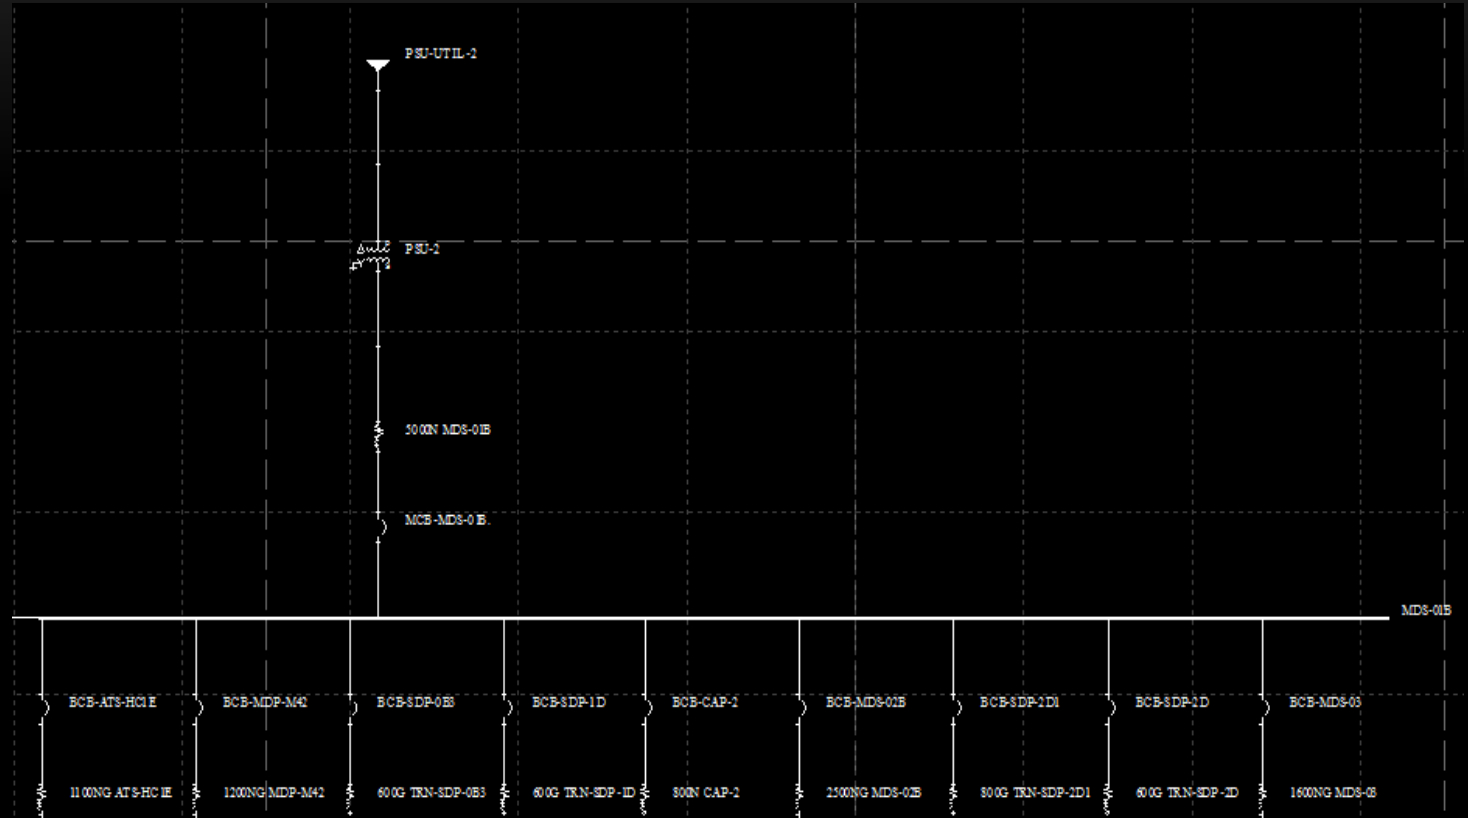 PSU-UTIL-2
PSU-2
5000N MDS-01B
MCB-MDS-01B.
MDS-01B
BCB-ATS-HC1E BCB-MDP-M42 BCB-SDP-0B3 BCB-SDP-1D BCB-CAP-2 BCB-MDS-02B BCB-SDP-2D1 BCB-SDP-2D BCB-MDS-03
1100NG ATS-HC1E 1200NG MDP-M42 600G TRN-SDP-0B3 600G TRN-SDP-1D 800N CAP-2 2500NG MDS-02B 800G TRN-SDP-2D1 600G TRN-SDP-2D 1600NG MDS-03